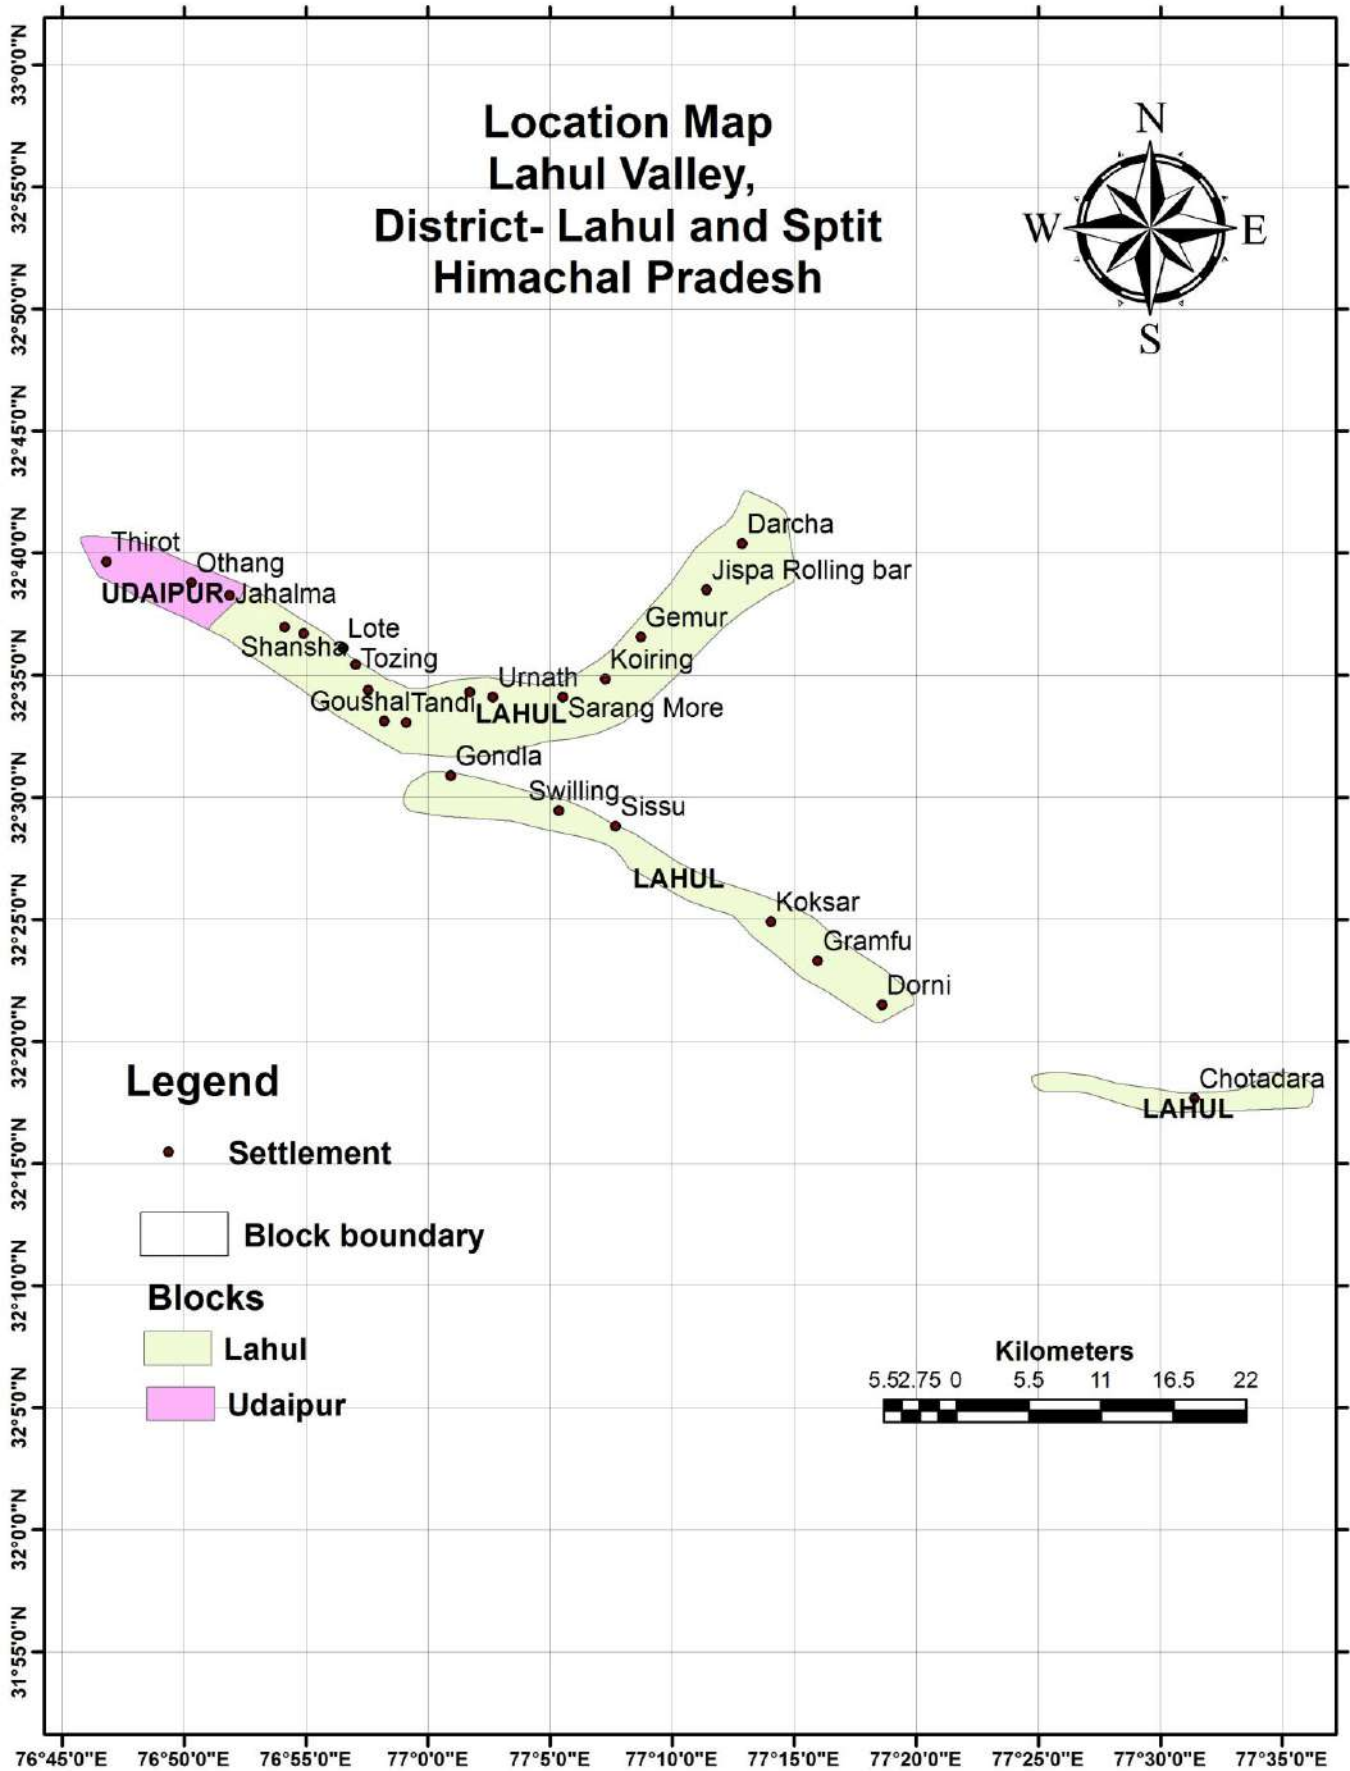 Location Map
Lahul Valley,
District- Lahul and Sptit
Himachal Pradesh
N
W
E
S
33°0'0"N
32°55'0"N
32°50'0"N
32°45'0"N
32°40'0"N
32°35'0"N
32°30'0"N
32°25'0"N
32°20'0"N
32°15'0"N
32°10'0"N
32°5'0"N
32°0'0"N
31°55'0"N
Darcha
Thirot
Othang
Jispa Rolling bar
UDAIPUR
Jahalma
Gemur
Lote
Shansha
Tozing
Koiring
Urnath
Goushal
Tandi
LAHUL
Sarang More
Gondla
Swilling
Sissu
LAHUL
Koksar
Gramfu
Dorni
Chotadara
LAHUL
Legend
Settlement
Block boundary
Blocks
Lahul
Udaipur
Kilometers
5.52.75 0 5.5 11 16.5 22
76°45'0"E 76°50'0"E 76°55'0"E 77°0'0"E 77°5'0"E 77°10'0"E 77°15'0"E 77°20'0"E 77°25'0"E 77°30'0"E 77°35'0"E